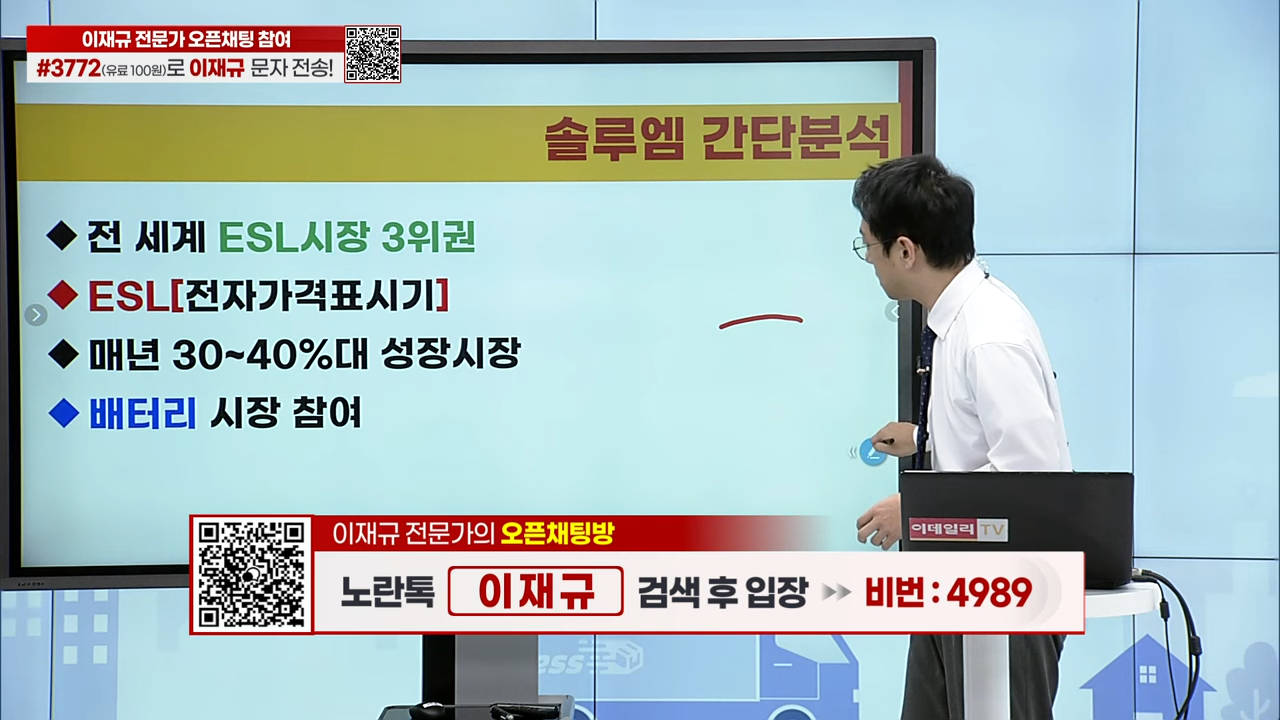 이재규 전문가 오픈채팅 참여
#3772(유료 100원)로 이재규 문자 전송!
솔루엠 간단분석
◆ 전 세계 ESL시장 3위권
◆ ESL[전자가격표시기]
◆ 매년 30~40%대 성장시장
◆ 배터리 시장 참여
이데일리TV
이재규 전문가의 오픈채팅방
노란톡 이재규 검색 후 입장 비번 : 4989
ess